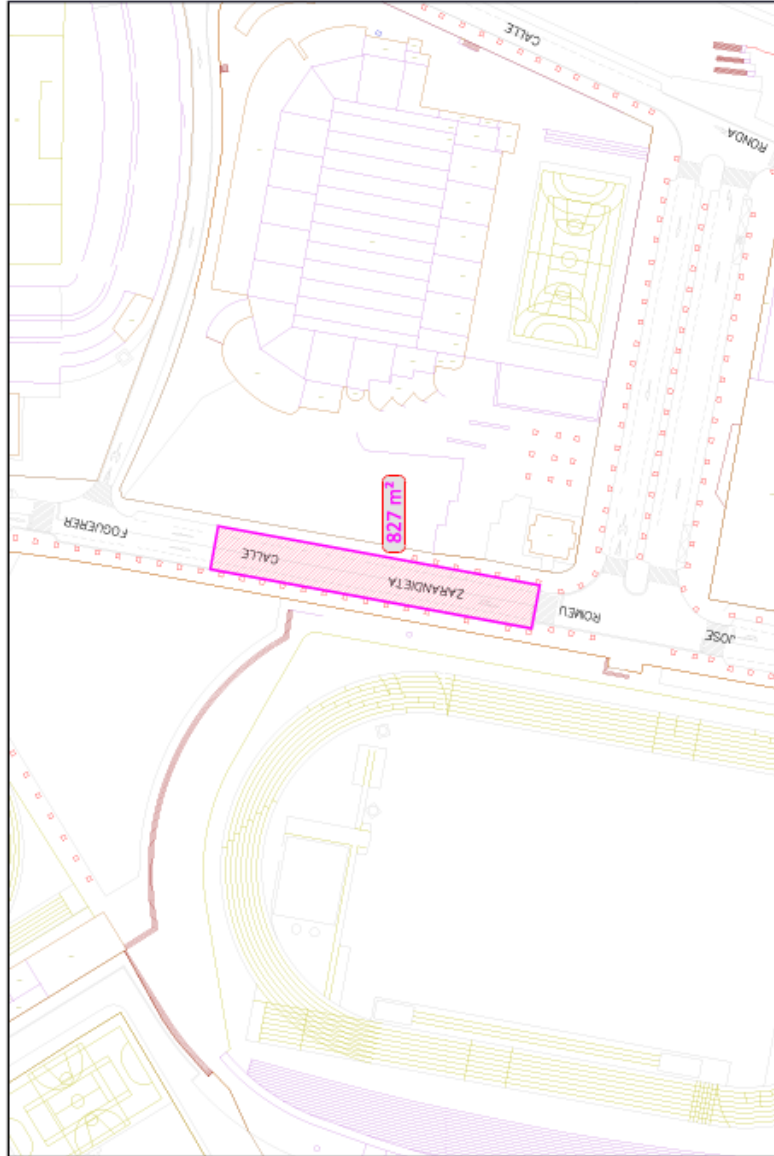 CALLE
RONDA
827 m²
FOGUERER
CALLE
ZARANDIETA
ROMEU
JOSE